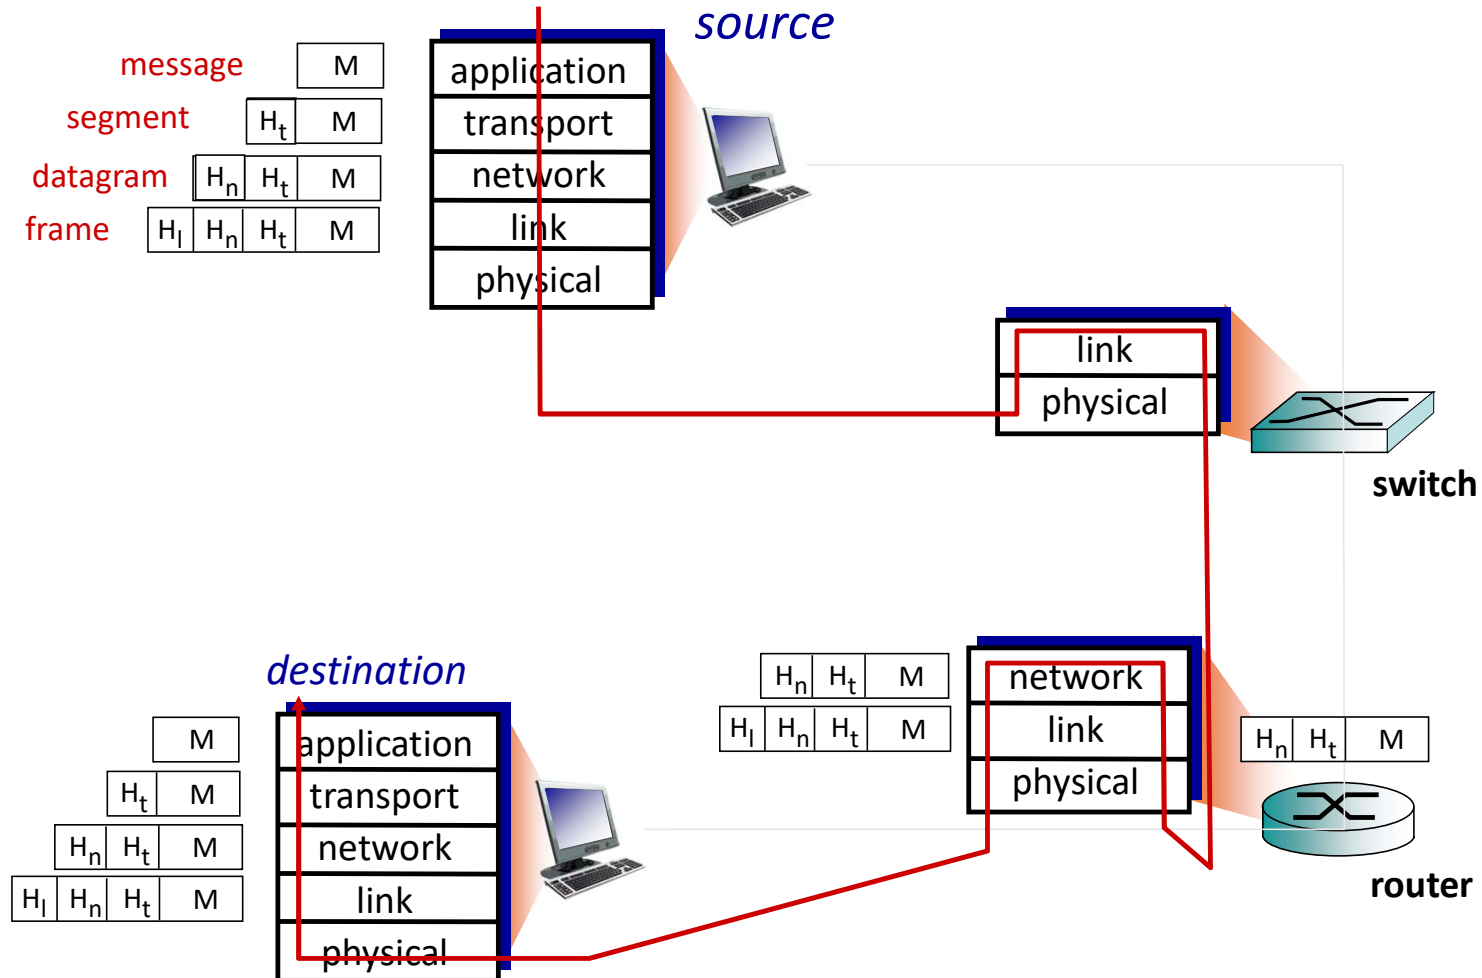 source
message M
segment Ht M
datagram Hn Ht M
frame Hl Hn Ht M
application
transport
network
link
physical
link
physical
switch
Hn Ht M
Hl Hn Ht M
network
link
physical
Hn Ht M
router
destination
M
Ht M
Hn Ht M
Hl Hn Ht M
application
transport
network
link
physical